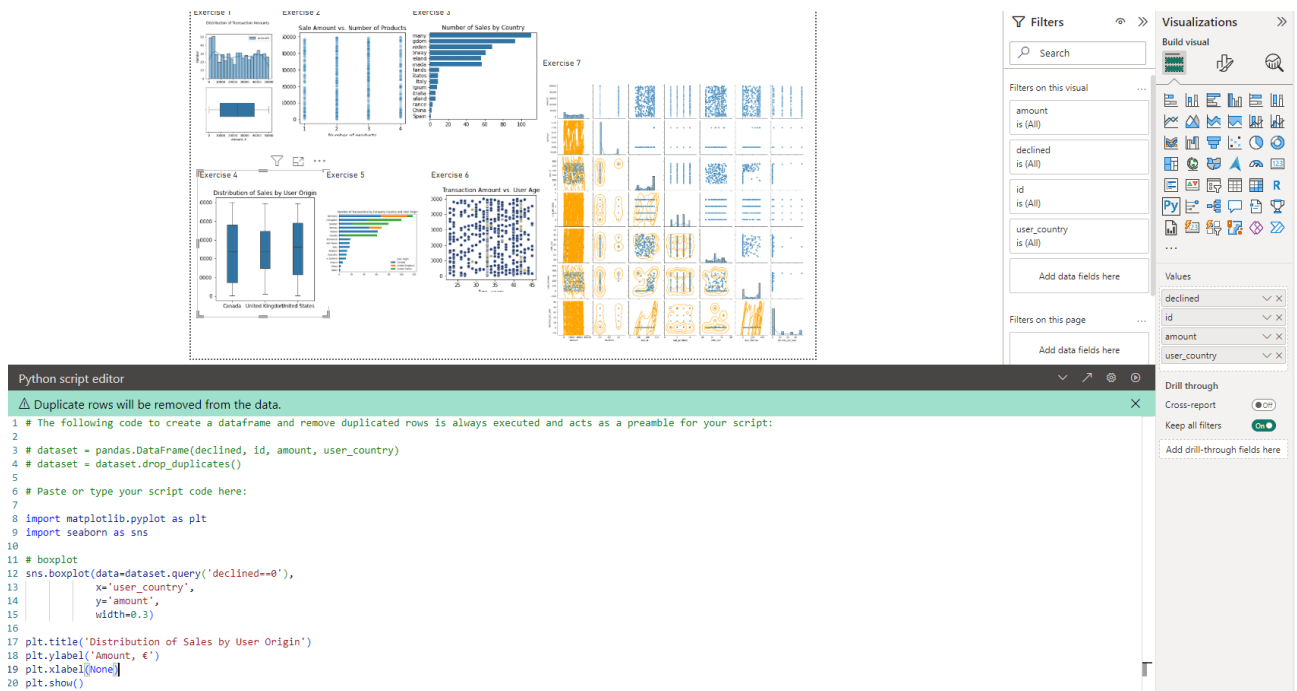 Exercise 1
Exercise 2
Exercise 3
Distribution of Transaction Amounts
Sale Amount vs. Number of Products
Number of Sales by Country
Italy
China
Spain
0 20 40 60 80 100
1 2 3 4
Number of products
Exercise 7
Exercise 4
Exercise 5
Exercise 6
Distribution of Sales by User Origin
Canada United Kingdom United States
Transaction Amount vs. User Age
25 30 35 40 45
Filters
Search
Filters on this visual
...
amount
is (All)
declined
is (All)
id
is (All)
user_country
is (All)
Add data fields here
Filters on this page
...
Add data fields here
Visualizations
Build visual
R
Py
...
Values
declined
id
amount
user_country
Drill through
Cross-report
Off
Keep all filters
On
Add drill-through fields here
Python script editor
Duplicate rows will be removed from the data.
1 # The following code to create a dataframe and remove duplicated rows is always executed and acts as a preamble for your script:
2
3 # dataset = pandas.DataFrame(declined, id, amount, user_country)
4 # dataset = dataset.drop_duplicates()
5
6 # Paste or type your script code here:
7
8 import matplotlib.pyplot as plt
9 import seaborn as sns
10
11 # boxplot
12 sns.boxplot(data=dataset.query('declined==0'),
13 x='user_country',
14 y='amount',
15 width=0.3)
16
17 plt.title('Distribution of Sales by User Origin')
18 plt.ylabel('Amount, €')
19 plt.xlabel(None)
20 plt.show()